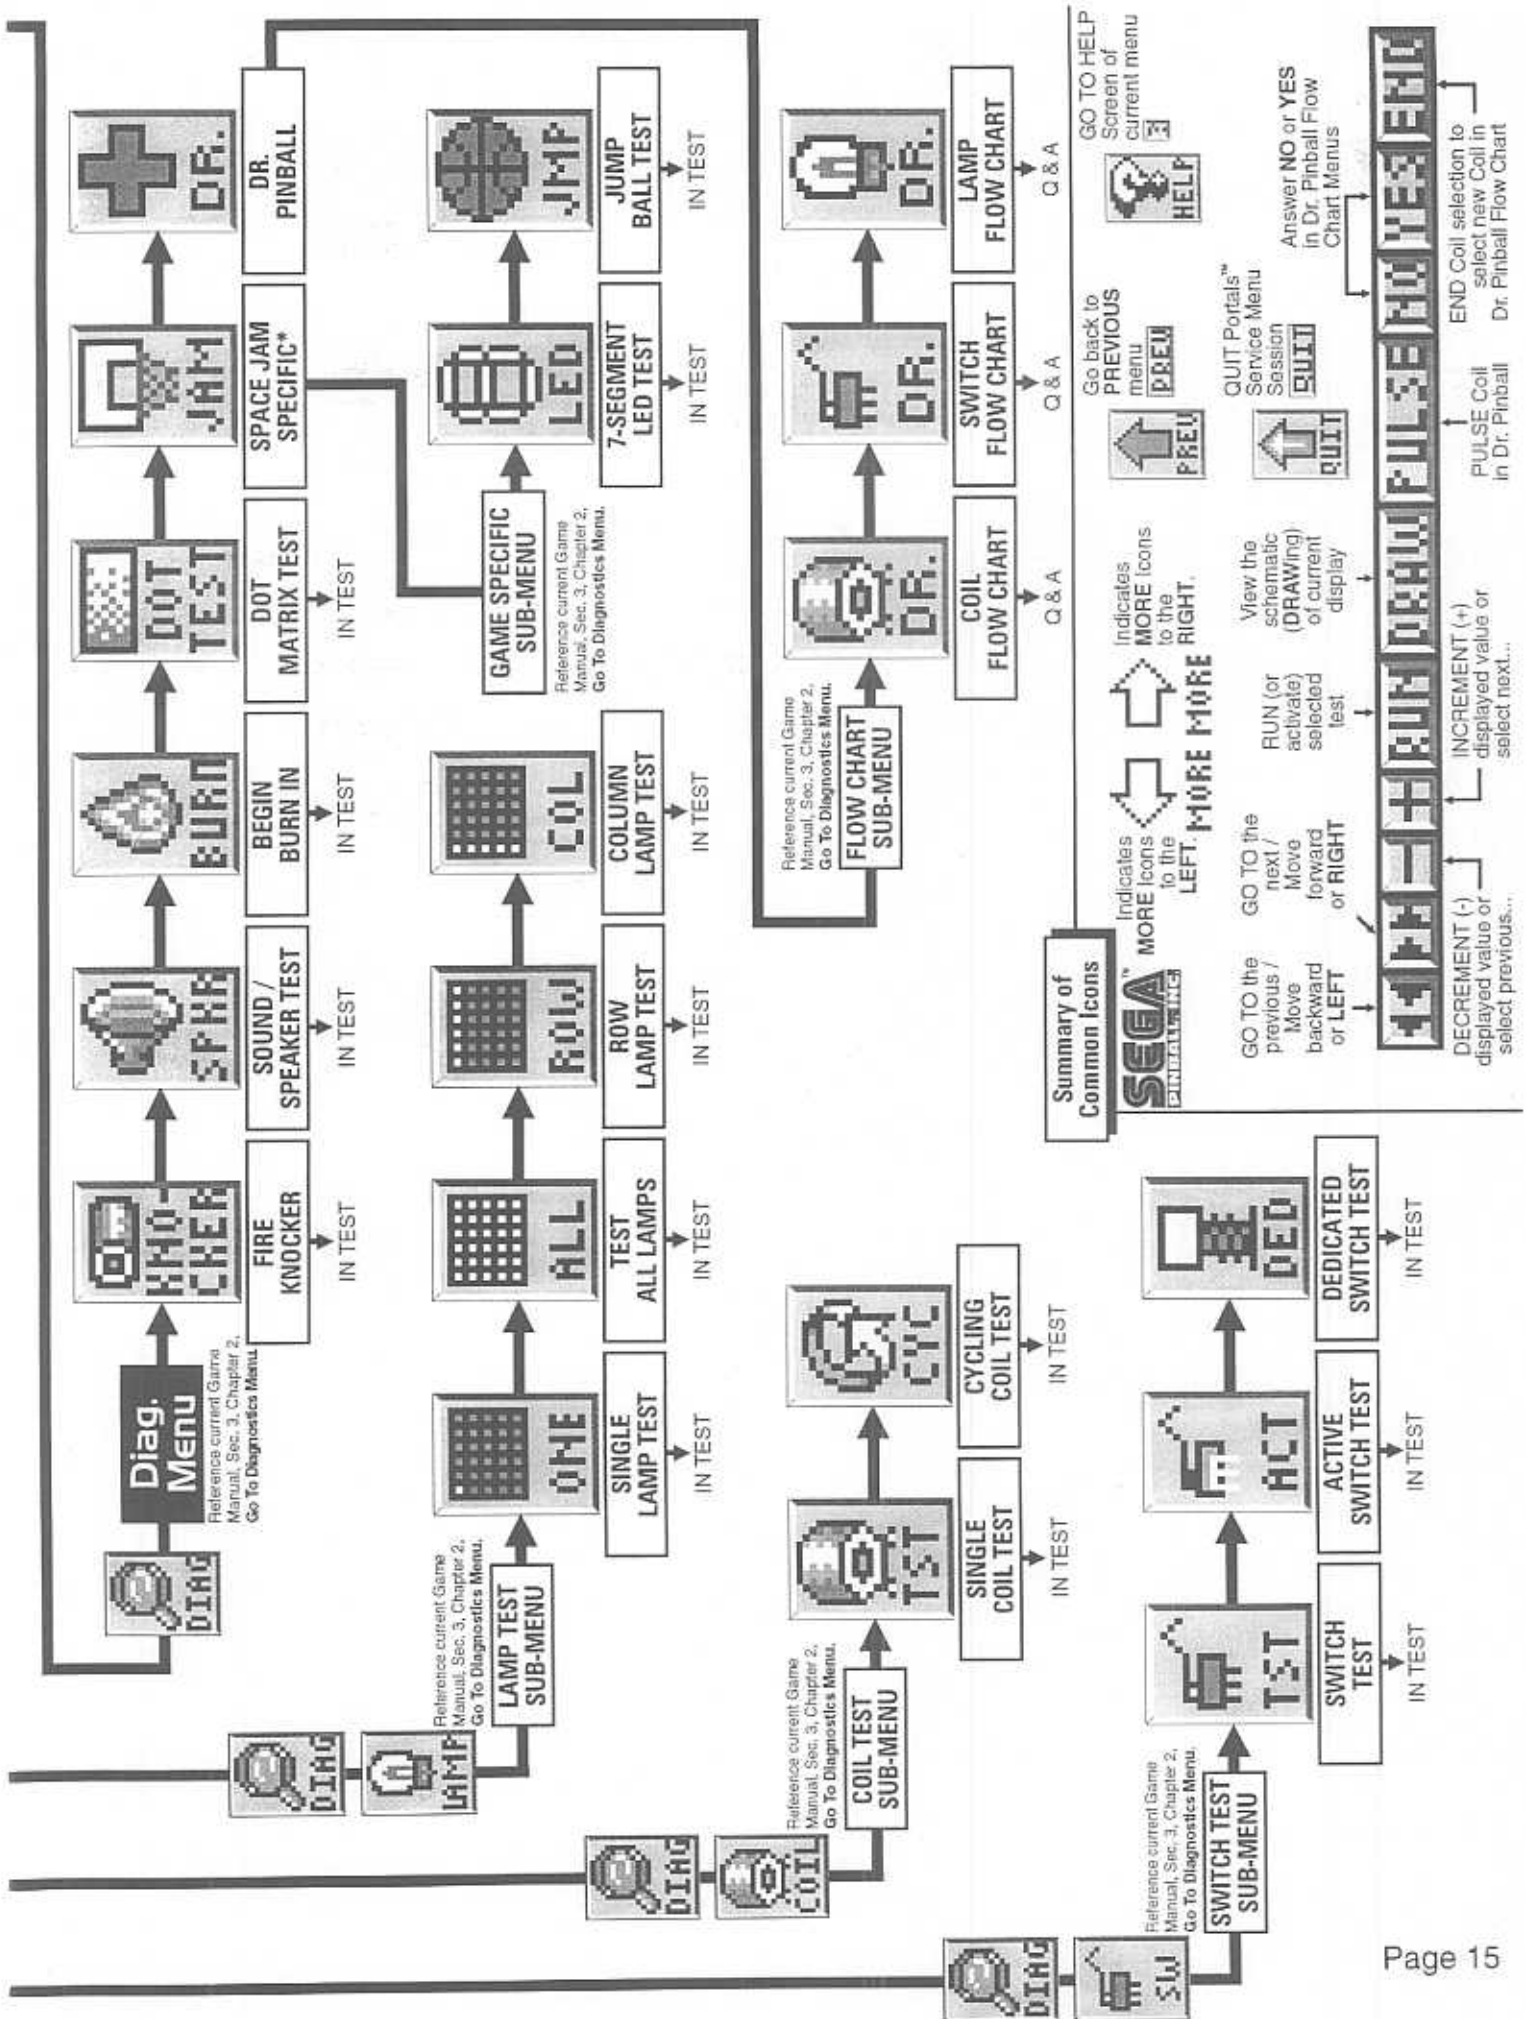 DIAG
Diag.
Menu
Reference current Game
Manual, Sec. 3, Chapter 2,
Go To Diagnostics Menu.
KNO-
CKER
FIRE
KNOCKER
IN TEST
SPKR
SOUND /
SPEAKER TEST
IN TEST
BURN
BEGIN
BURN IN
IN TEST
DOT
TEST
DOT
MATRIX TEST
IN TEST
JAM
SPACE JAM
SPECIFIC*
DR.
DR.
PINBALL
DIAG
LAMP
Reference current Game
Manual, Sec. 3, Chapter 2,
Go To Diagnostics Menu.
LAMP TEST
SUB-MENU
ONE
SINGLE
LAMP TEST
IN TEST
ALL
TEST
ALL LAMPS
IN TEST
ROW
ROW
LAMP TEST
IN TEST
COL
COLUMN
LAMP TEST
IN TEST
GAME SPECIFIC
SUB-MENU
Reference current Game
Manual, Sec. 3, Chapter 2,
Go To Diagnostics Menu.
LED
7-SEGMENT
LED TEST
IN TEST
JMP
JUMP
BALL TEST
IN TEST
DIAG
COIL
Reference current Game
Manual, Sec. 3, Chapter 2,
Go To Diagnostics Menu.
COIL TEST
SUB-MENU
TST
SINGLE
COIL TEST
IN TEST
CYC
CYCLING
COIL TEST
IN TEST
Reference current Game
Manual, Sec. 3, Chapter 2,
Go To Diagnostics Menu.
FLOW CHART
SUB-MENU
DR.
COIL
FLOW CHART
Q & A
DR.
SWITCH
FLOW CHART
Q & A
DR.
LAMP
FLOW CHART
Q & A
DIAG
SW
Reference current Game
Manual, Sec. 3, Chapter 2,
Go To Diagnostics Menu.
SWITCH TEST
SUB-MENU
TST
SWITCH
TEST
IN TEST
ACT
ACTIVE
SWITCH TEST
IN TEST
DED
DEDICATED
SWITCH TEST
IN TEST
Summary of
Common Icons
SEGA™
PINBALL, INC.
Indicates
MORE Icons
to the
LEFT.
MORE
MORE
Indicates
MORE Icons
to the
RIGHT.
PREV
Go back to
PREVIOUS
menu
PREV
HELP
GO TO HELP
Screen of
current menu
QUIT
QUIT Portals™
Service Menu
Session
QUIT
GO TO the
previous /
Move
backward
or LEFT
GO TO the
next /
Move
forward
or RIGHT
RUN (or
activate)
selected
test
View the
schematic
(DRAWing)
of current
display
Answer NO or YES
in Dr. Pinball Flow
Chart Menus
- + RUN DRAW PULSE NO YES END
DECREMENT (-)
displayed value or
select previous...
INCREMENT (+)
displayed value or
select next...
PULSE Coil
in Dr. Pinball
END Coil selection to
select new Coil in
Dr. Pinball Flow Chart
Page 15